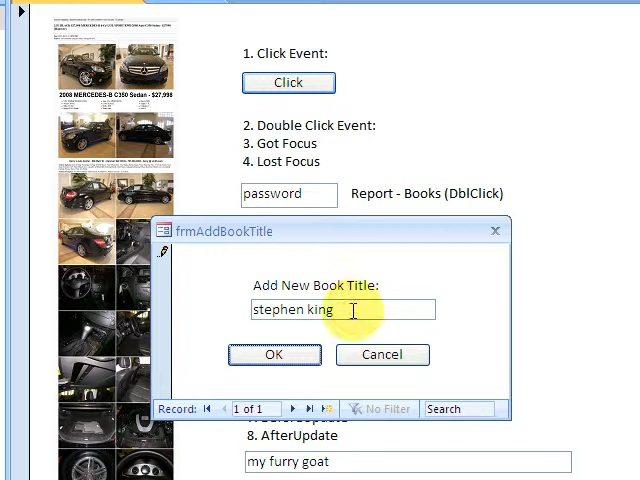 2008 MERCEDES-B C350 Sedan - $27,998
1. Click Event:
Click
2. Double Click Event:
3. Got Focus
4. Lost Focus
password
Report - Books (DblClick)
frmAddBookTitle
Add New Book Title:
stephen king
OK
Cancel
Record:
1 of 1
No Filter
Search
8. AfterUpdate
my furry goat